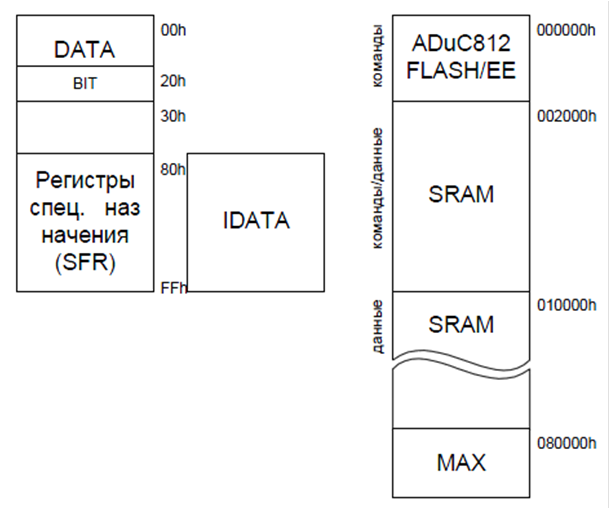 DATA
00h
BIT
20h
30h
Регистры
спец. наз
начения
(SFR)
80h
FFh
IDATA
команды
ADuC812
FLASH/EE
000000h
команды/данные
SRAM
002000h
данные
SRAM
010000h
MAX
080000h